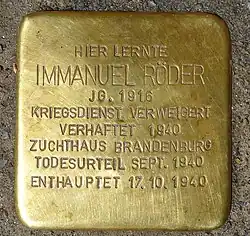 HIER LERNTE
IMMANUEL RÖDER
JG. 1916
KRIEGSDIENST VERWEIGERT
VERHAFTET 1940
ZUCHTHAUS BRANDENBURG
TODESURTEIL SEPT. 1940
ENTHAUPTET 17.10.1940